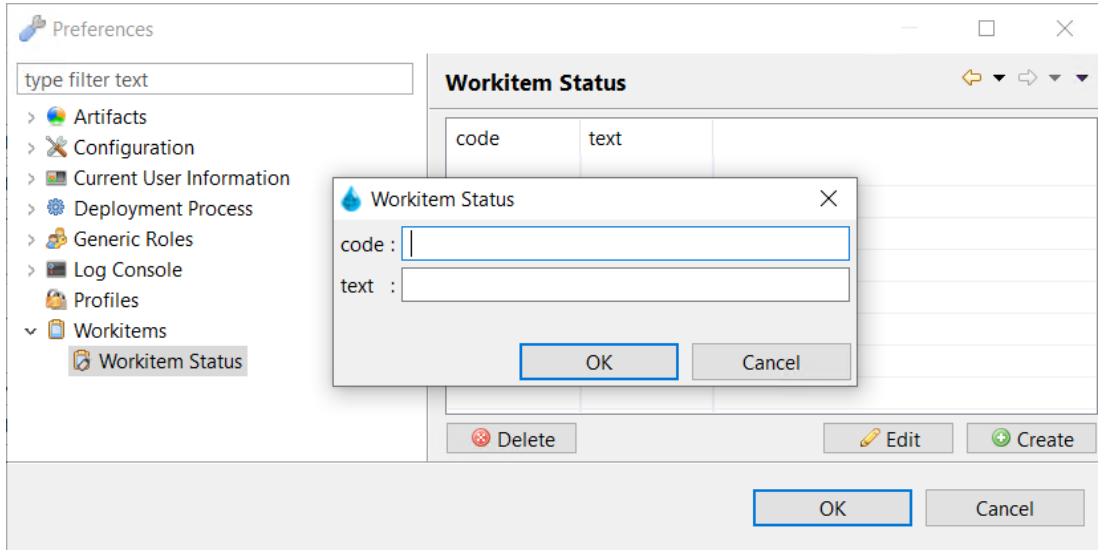 Preferences
type filter text
Artifacts
Configuration
Current User Information
Deployment Process
Generic Roles
Log Console
Profiles
Workitems
Workitem Status
Workitem Status
code text
Workitem Status
code :
text :
OK Cancel
Delete Edit Create
OK Cancel